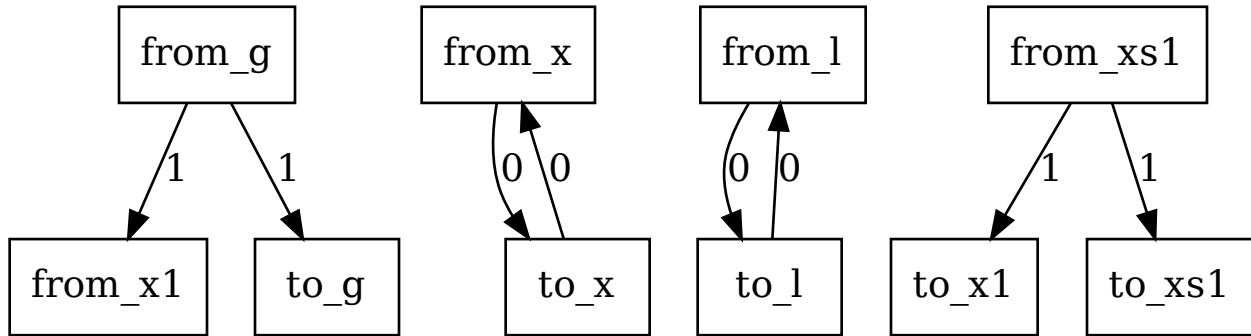 from_g
from_x
from_l
from_xs1
1
1
0
0
0
0
1
1
from_x1
to_g
to_x
to_l
to_x1
to_xs1